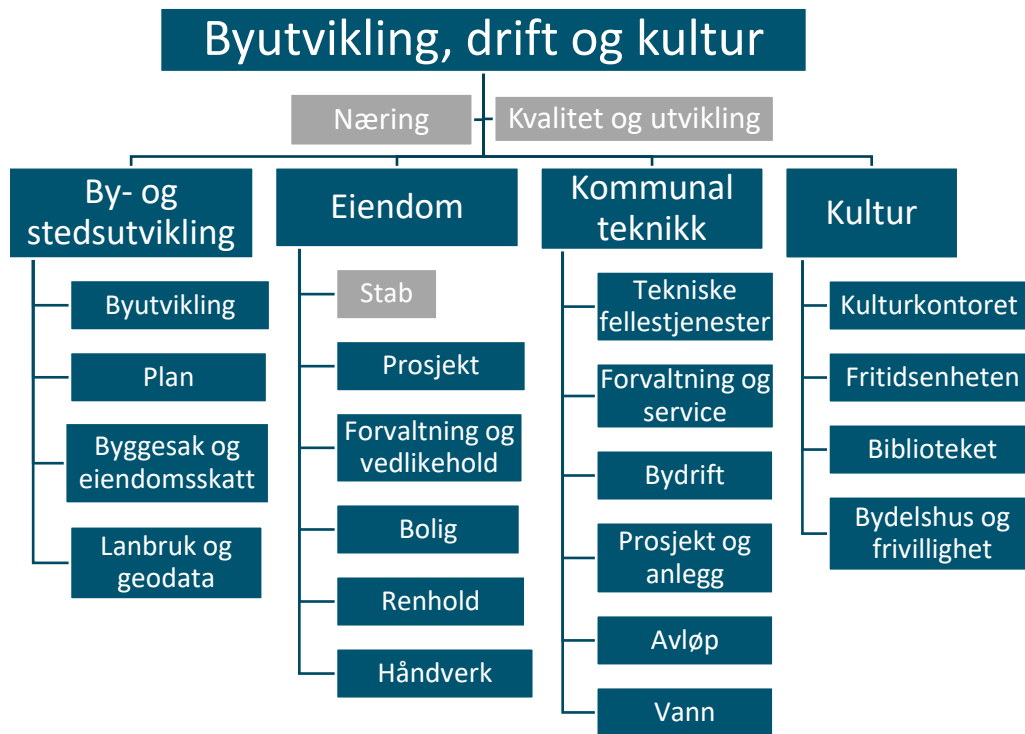 Byutvikling, drift og kultur
Næring
Kvalitet og utvikling
By- og
stedsutvikling
Byutvikling
Plan
Byggesak og
eiendomsskatt
Lanbruk og
geodata
Eiendom
Stab
Prosjekt
Forvaltning og
vedlikehold
Bolig
Renhold
Håndverk
Kommunal
teknikk
Tekniske
fellestjenester
Forvaltning og
service
Bydrift
Prosjekt og
anlegg
Avløp
Vann
Kultur
Kulturkontoret
Fritidsenheten
Biblioteket
Bydelshus og
frivillighet